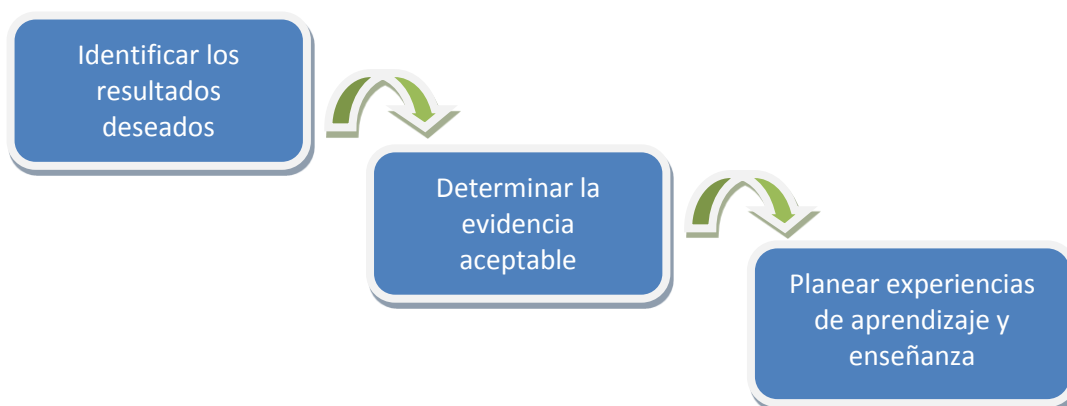 Identificar los
resultados
deseados
Determinar la
evidencia
aceptable
Planear experiencias
de aprendizaje y
enseñanza